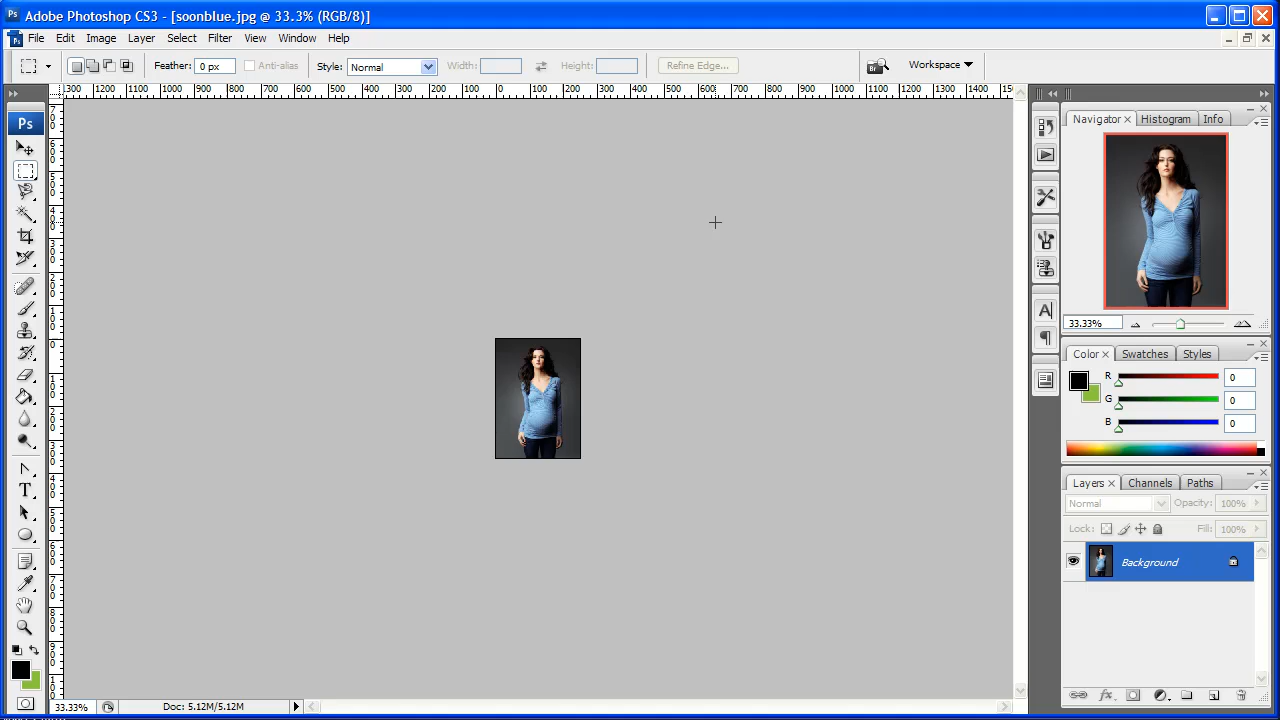 Adobe Photoshop CS3 - [soonblue.jpg @ 33.3% (RGB/8)]
File Edit Image Layer Select Filter View Window Help
Feather: 0 px Anti-alias Style: Normal Width: Height: Refine Edge... Workspace
1300 1200 1100 1000 900 800 700 600 500 400 300 200 100 0 100 200 300 400 500 600 700 800 900 1000 1100 1200 1300 1400
Ps
Navigator Histogram Info
33.33%
Color Swatches Styles
R 0
G 0
B 0
Layers Channels Paths
Normal Opacity: 100%
Lock: Fill: 100%
Background
33.33% Doc: 5.12M/5.12M